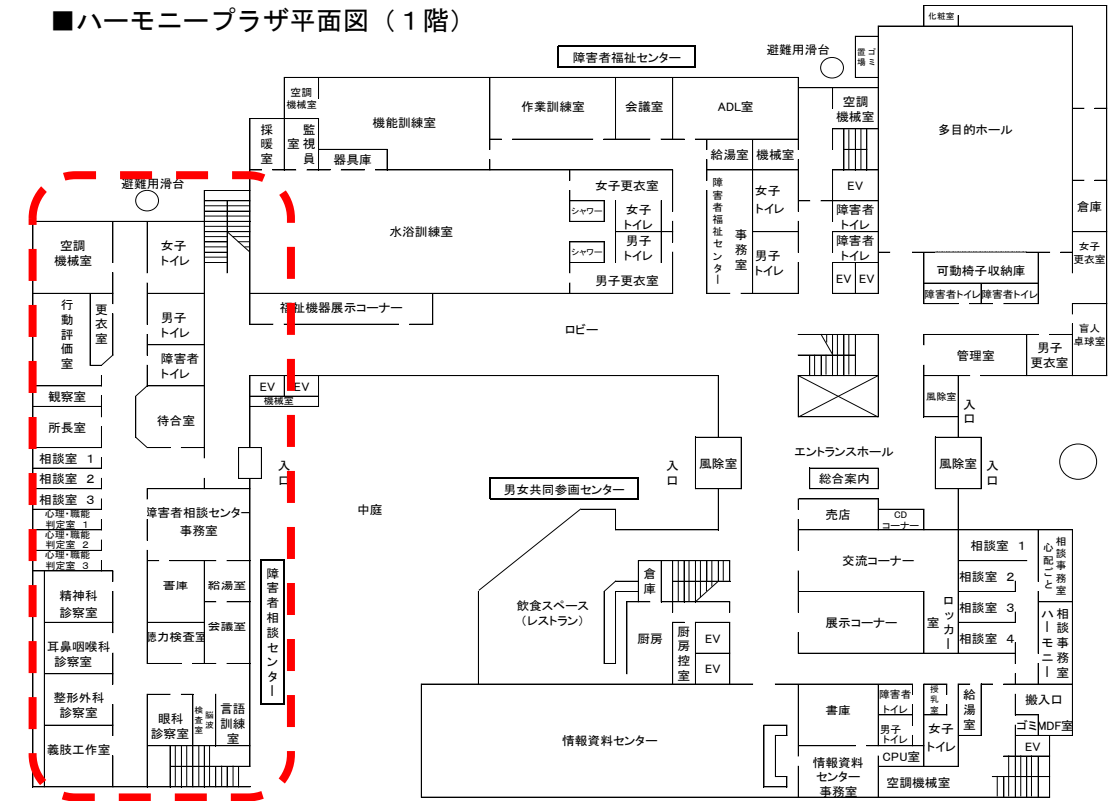 ■ハーモニープラザ平面図（１階）
化粧室
障害者福祉センター
避難用滑台
ゴミ
置場
空調
機械室
機能訓練室
作業訓練室
会議室
ADL室
空調
機械室
多目的ホール
採暖室
監視員室
器具庫
給湯室
機械室
避難用滑台
女子更衣室
シャワー
女子
トイレ
水浴訓練室
シャワー
男子
トイレ
男子更衣室
障害者福祉センター
事務室
女子
トイレ
男子
トイレ
EV
障害者
トイレ
障害者
トイレ
EV
EV
倉庫
女子
更衣室
可動椅子収納庫
障害者トイレ
障害者トイレ
空調
機械室
女子
トイレ
行動評価室
更衣室
男子
トイレ
障害者
トイレ
福祉機器展示コーナー
ロビー
管理室
男子
更衣室
盲人
卓球室
EV
EV
機械室
風除室
入口
観察室
所長室
待合室
相談室 1
相談室 2
相談室 3
心理・職能
判定室 1
心理・職能
判定室 2
心理・職能
判定室 3
入口
障害者相談センター
事務室
中庭
男女共同参画センター
入口
風除室
エントランスホール
総合案内
風除室
入口
売店
CD
コーナー
交流コーナー
相談室 1
相談室 2
相談室 3
相談室 4
心配ごと
相談事務室
ハーモニー
相談事務室
展示コーナー
ロッカー室
書庫
給湯室
障害者相談センター
精神科
診察室
聴力検査室
会議室
耳鼻咽喉科
診察室
整形外科
診察室
義肢工作室
眼科
診察室
脳波
検査室
言語
訓練室
飲食スペース
（レストラン）
倉庫
厨房
厨房控室
EV
EV
情報資料センター
書庫
障害者
トイレ
授乳室
給湯室
搬入口
男子
トイレ
女子
トイレ
ゴミ
MDF室
EV
情報資料
センター
事務室
CPU室
空調機械室